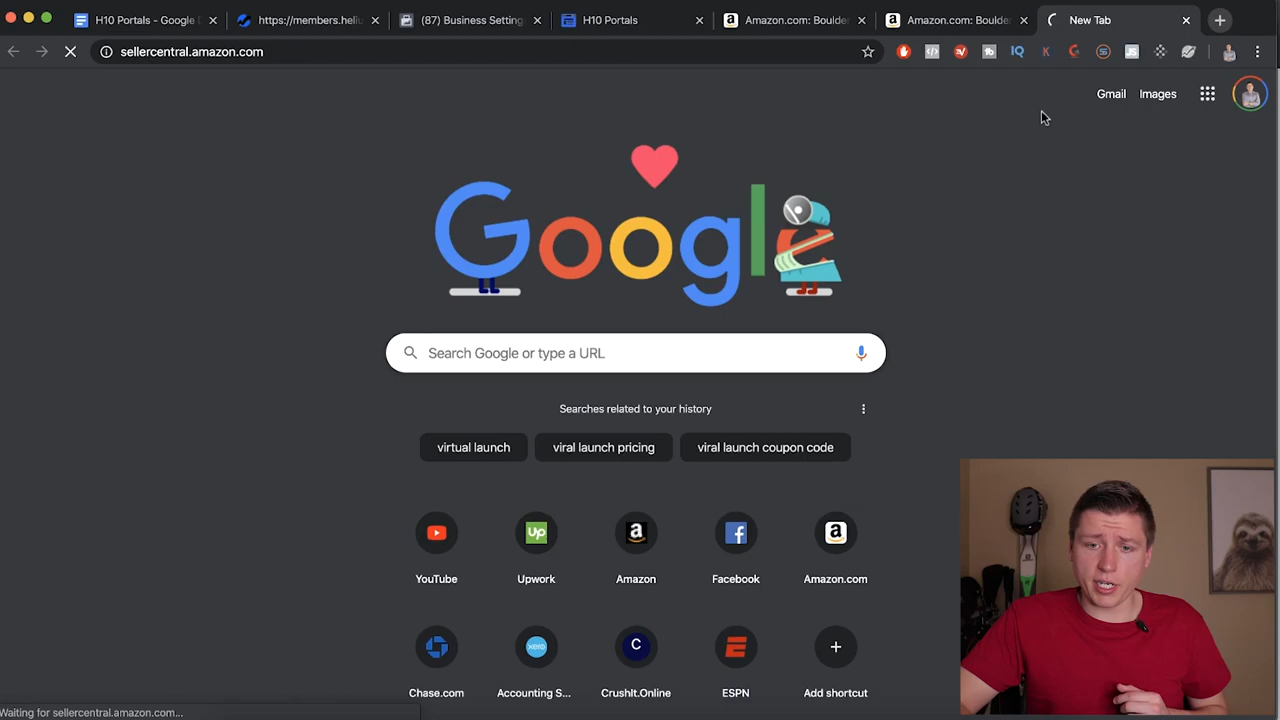 H10 Portals - Google D
https://members.heliu
(87) Business Setting
H10 Portals
Amazon.com: Boulder
Amazon.com: Boulder
New Tab
sellercentral.amazon.com
Gmail
Images
Google
Search Google or type a URL
Searches related to your history
virtual launch
viral launch pricing
viral launch coupon code
YouTube
Upwork
Amazon
Facebook
Amazon.com
Chase.com
Accounting S...
CrushIt.Online
ESPN
Add shortcut
Waiting for sellercentral.amazon.com...